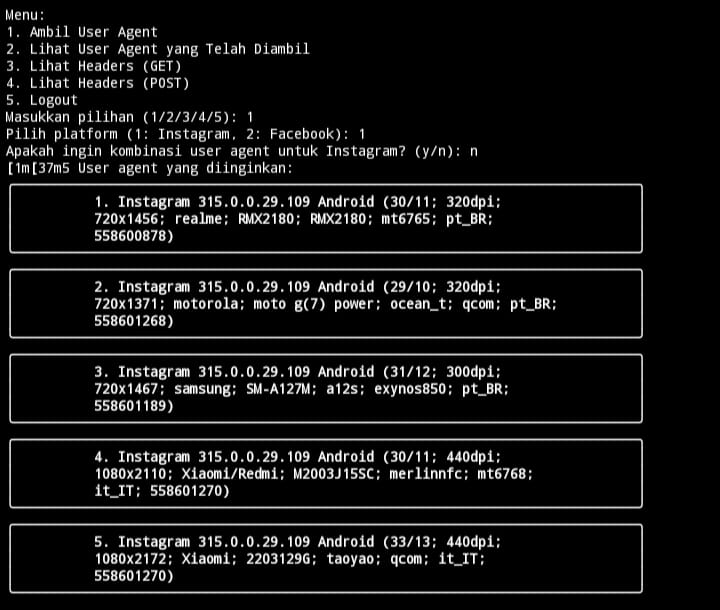 Menu:
1. Ambil User Agent
2. Lihat User Agent yang Telah Diambil
3. Lihat Headers (GET)
4. Lihat Headers (POST)
5. Logout
Masukkan pilihan (1/2/3/4/5): 1
Pilih platform (1: Instagram, 2: Facebook): 1
Apakah ingin kombinasi user agent untuk Instagram? (y/n): n
[1m[37m5 User agent yang diinginkan:
1. Instagram 315.0.0.29.109 Android (30/11; 320dpi;
720x1456; realme; RMX2180; RMX2180; mt6765; pt_BR;
558600878)
2. Instagram 315.0.0.29.109 Android (29/10; 320dpi;
720x1371; motorola; moto g(7) power; ocean_t; qcom; pt_BR;
558601268)
3. Instagram 315.0.0.29.109 Android (31/12; 300dpi;
720x1467; samsung; SM-A127M; a12s; exynos850; pt_BR;
558601189)
4. Instagram 315.0.0.29.109 Android (30/11; 440dpi;
1080x2110; Xiaomi/Redmi; M2003J15SC; merlinnfc; mt6768;
it_IT; 558601270)
5. Instagram 315.0.0.29.109 Android (33/13; 440dpi;
1080x2172; Xiaomi; 2203129G; taoyao; qcom; it_IT;
558601270)